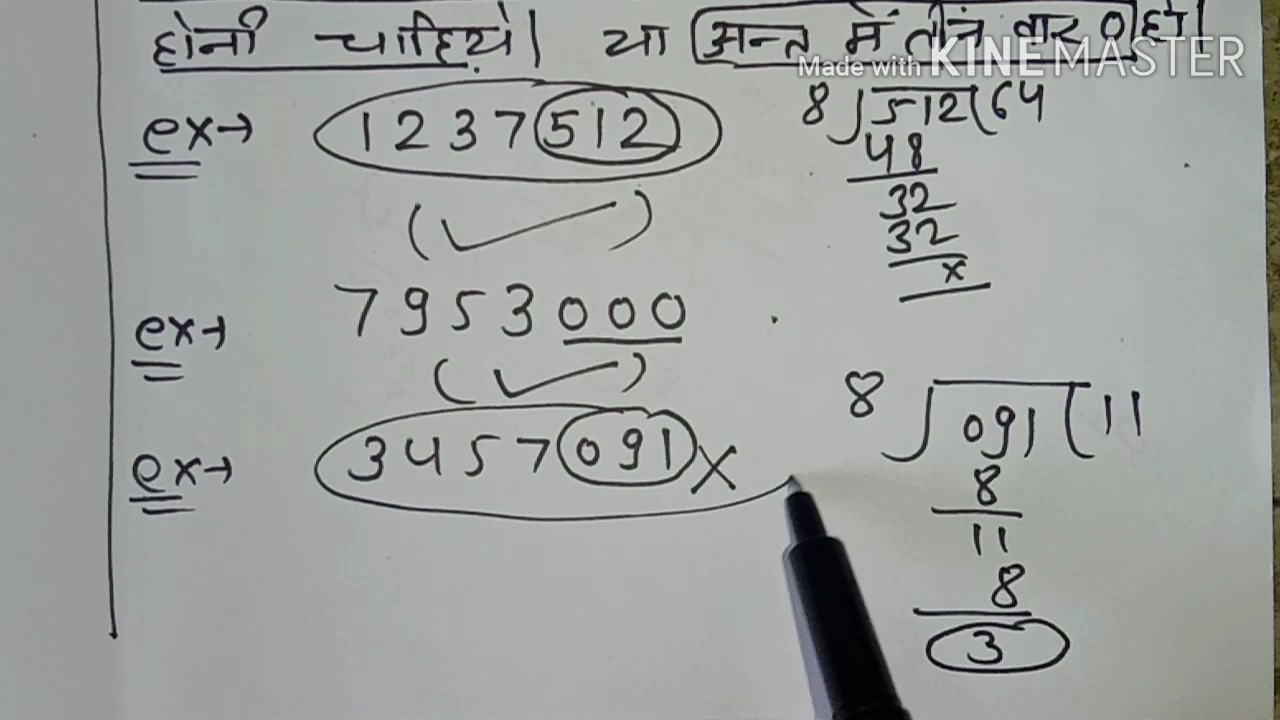 होनी चाहिये। या अन्त में तीन बार 0 हो।
Made with KINEMASTER
ex→ 1237512
8 512 ( 64
48
32
32
x
(✓)
ex→ 7953000
(✓)
ex→ 3457091 X
8 091 ( 11
8
11
8
3